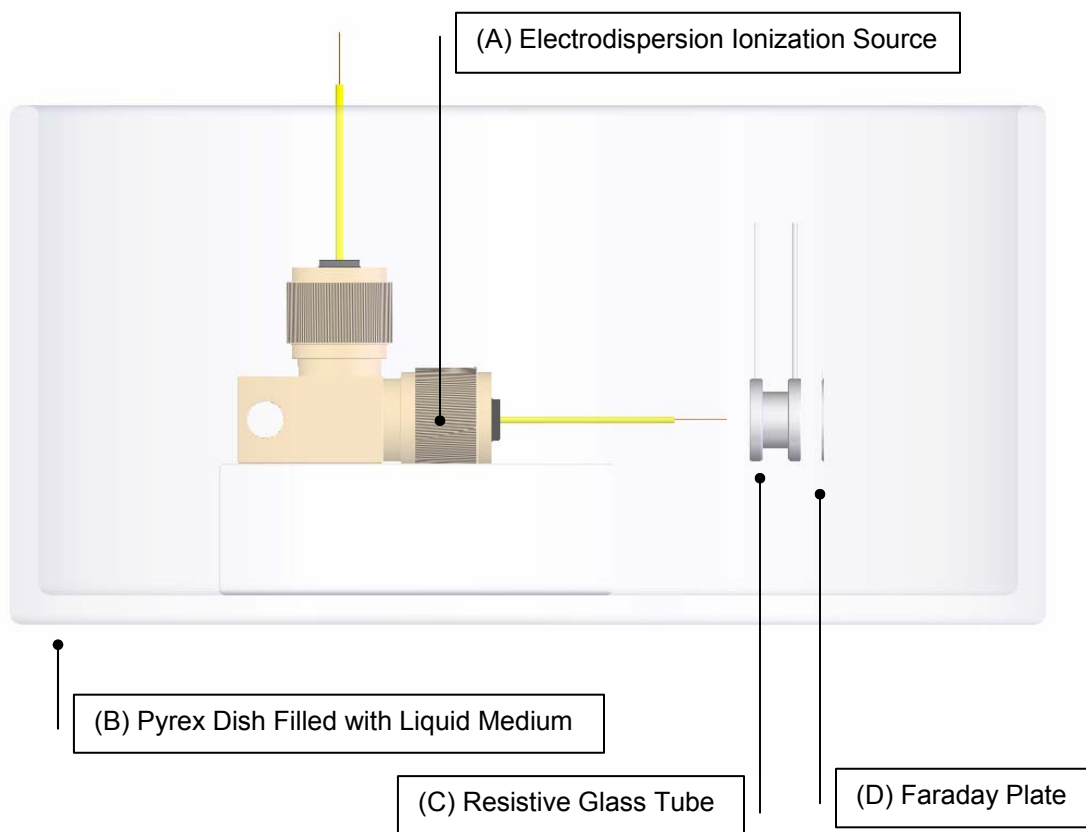 (A) Electrodispersion Ionization Source
(B) Pyrex Dish Filled with Liquid Medium
(C) Resistive Glass Tube
(D) Faraday Plate